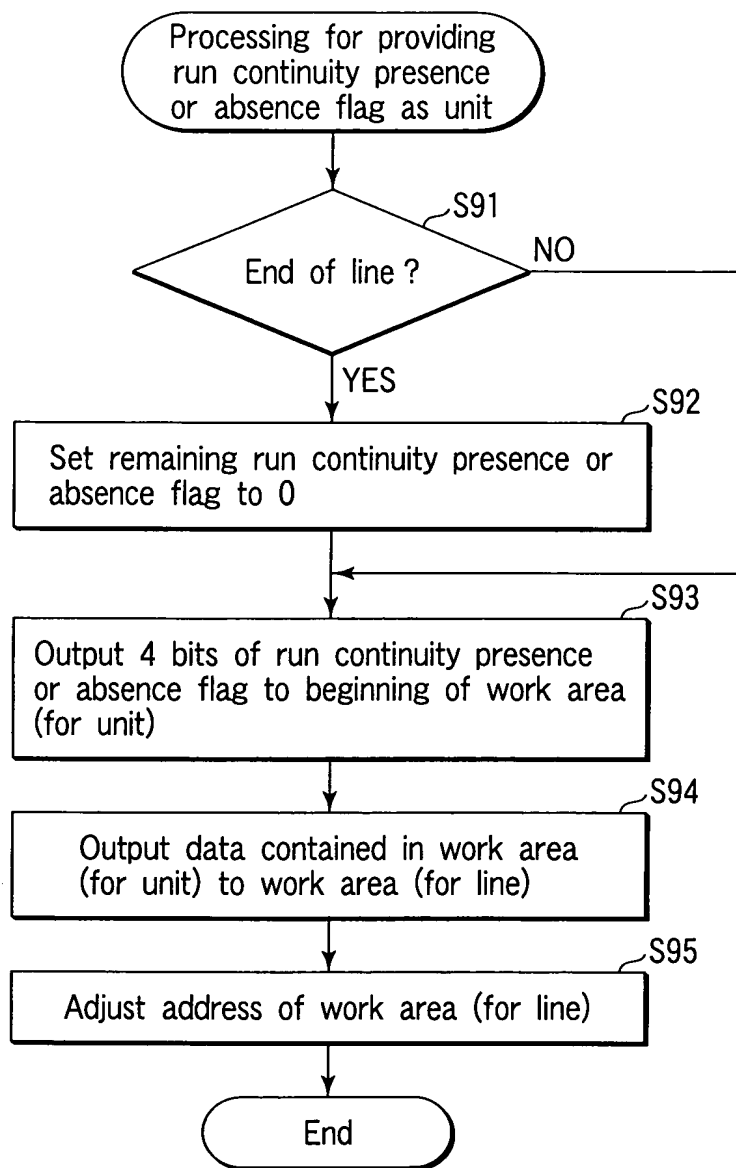 Processing for providing
run continuity presence
or absence flag as unit
S91
End of line ?
NO
YES
S92
Set remaining run continuity presence or
absence flag to 0
S93
Output 4 bits of run continuity presence
or absence flag to beginning of work area
(for unit)
S94
Output data contained in work area
(for unit) to work area (for line)
S95
Adjust address of work area (for line)
End